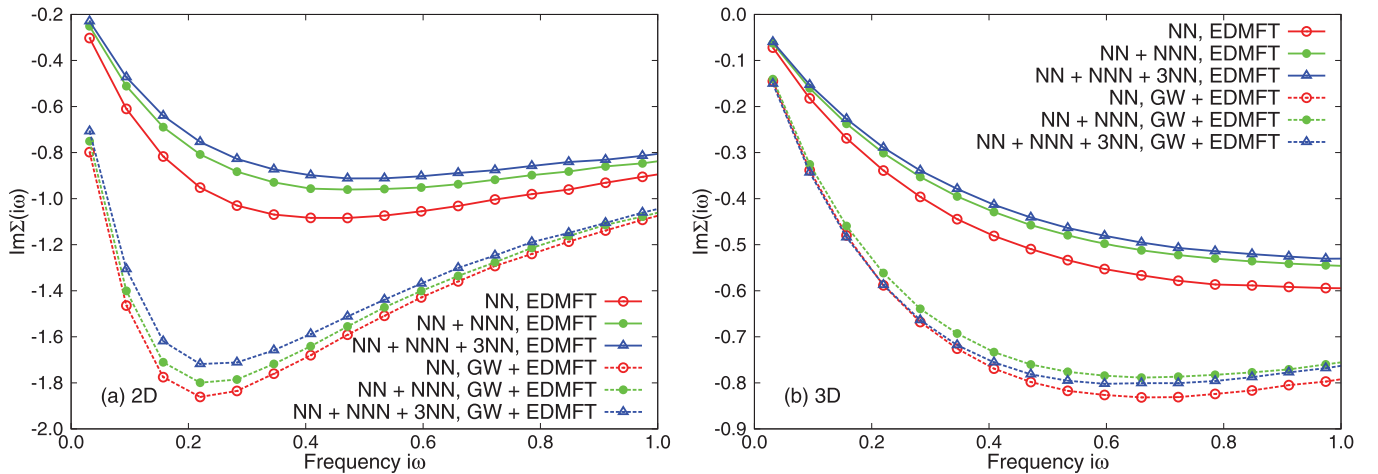 -0.2
-0.4
-0.6
-0.8
-1.0
-1.2
-1.4
-1.6
-1.8
-2.0
ImΣ(iω)
NN, EDMFT
NN + NNN, EDMFT
NN + NNN + 3NN, EDMFT
NN, GW + EDMFT
NN + NNN, GW + EDMFT
NN + NNN + 3NN, GW + EDMFT
(a) 2D
0.0 0.2 0.4 0.6 0.8 1.0
Frequency iω
0.0
-0.1
-0.2
-0.3
-0.4
-0.5
-0.6
-0.7
-0.8
-0.9
ImΣ(iω)
NN, EDMFT
NN + NNN, EDMFT
NN + NNN + 3NN, EDMFT
NN, GW + EDMFT
NN + NNN, GW + EDMFT
NN + NNN + 3NN, GW + EDMFT
(b) 3D
0.0 0.2 0.4 0.6 0.8 1.0
Frequency iω